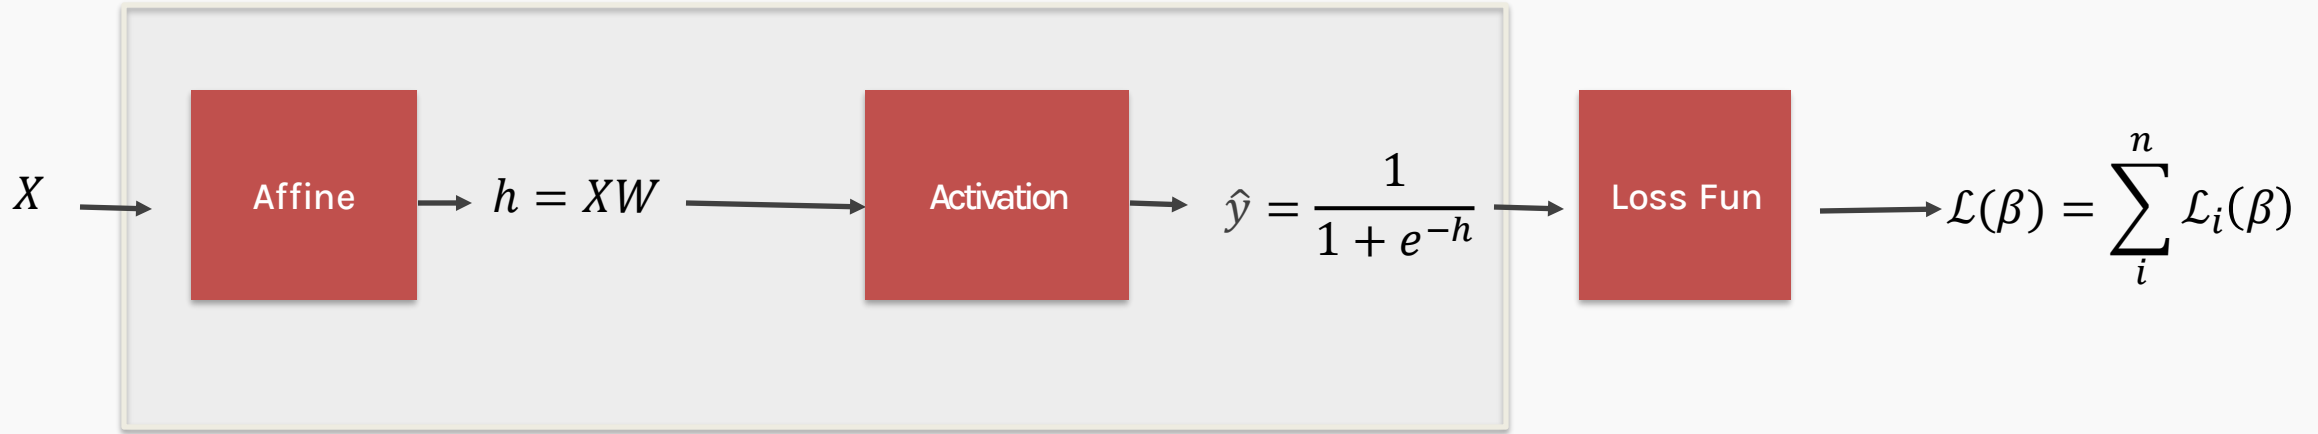 X
Affine
h = XW
Activation
ŷ = 1 / (1 + e^{-h})
Loss Fun
ℒ(β) = ∑_{i}^{n} ℒ_i(β)